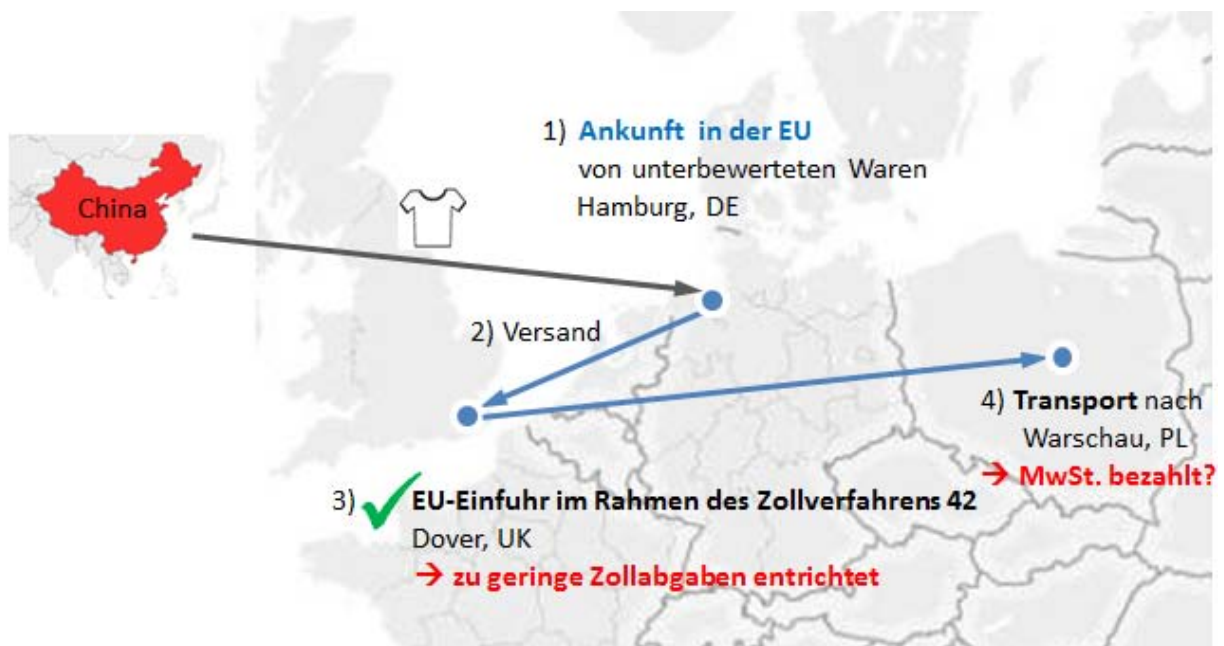 China
1) Ankunft in der EU
von unterbewerteten Waren
Hamburg, DE
2) Versand
3) EU-Einfuhr im Rahmen des Zollverfahrens 42
Dover, UK
→ zu geringe Zollabgaben entrichtet
4) Transport nach
Warschau, PL
→ MwSt. bezahlt?